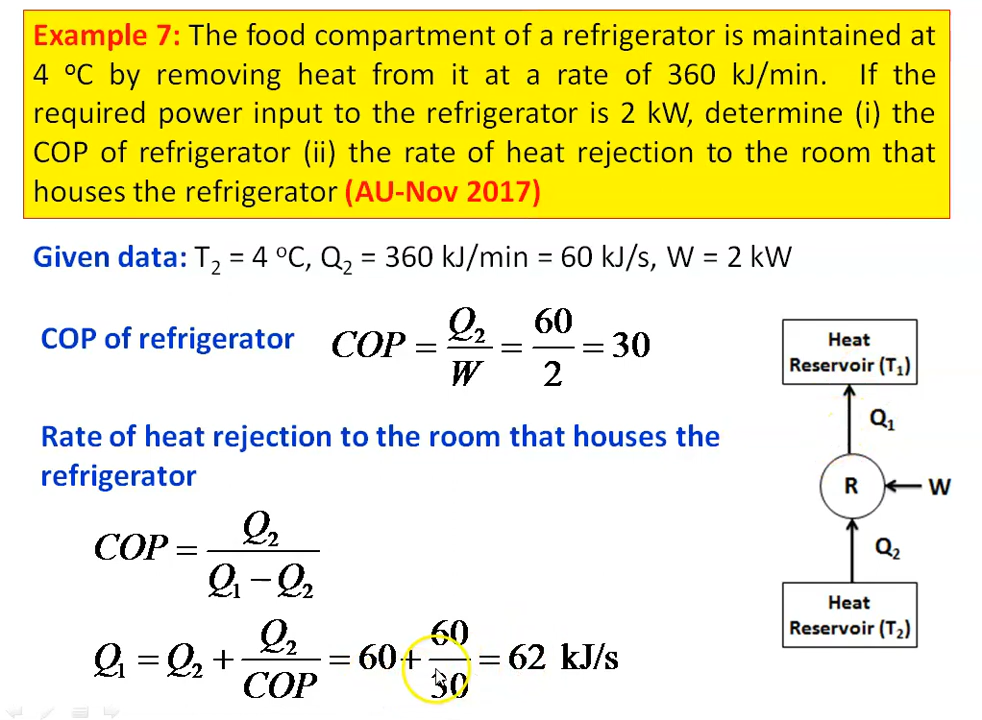 Example 7: The food compartment of a refrigerator is maintained at
4 ºC by removing heat from it at a rate of 360 kJ/min. If the
required power input to the refrigerator is 2 kW, determine (i) the
COP of refrigerator (ii) the rate of heat rejection to the room that
houses the refrigerator (AU-Nov 2017)
Given data: T₂ = 4 ºC, Q₂ = 360 kJ/min = 60 kJ/s, W = 2 kW
COP of refrigerator COP = Q₂/W = 60/2 = 30
Rate of heat rejection to the room that houses the
refrigerator
COP = Q₂/(Q₁ − Q₂)
Q₁ = Q₂ + Q₂/COP = 60 + 60/30 = 62 kJ/s
Heat
Reservoir (T₁)
Q₁
R
W
Q₂
Heat
Reservoir (T₂)